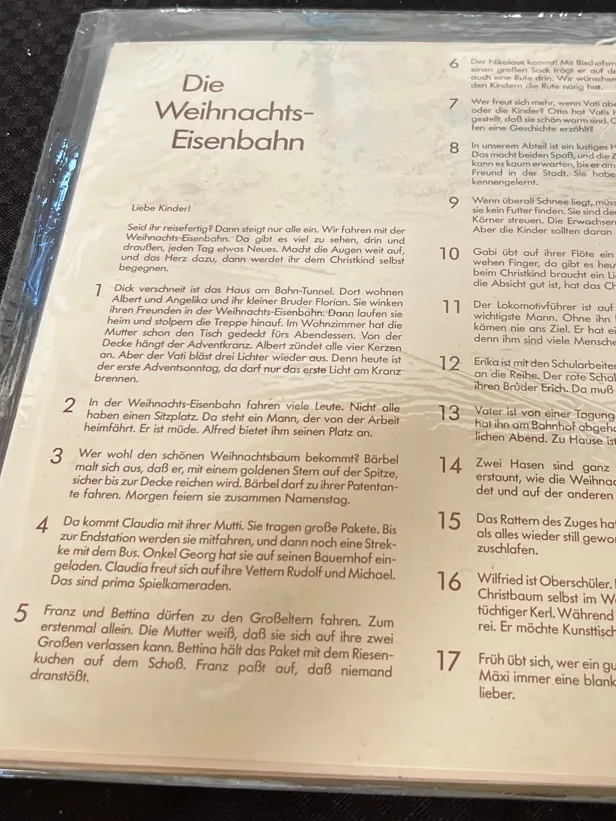 Die
Weihnachts-
Eisenbahn
Liebe Kinder!
Seid ihr reisefertig? Dann steigt nur alle ein. Wir fahren mit der
Weihnachts-Eisenbahn. Da gibt es viel zu sehen, drin und
draußen, jeden Tag etwas Neues. Macht die Augen weit auf,
und das Herz dazu, dann werdet ihr dem Christkind selbst
begegnen.
1 Dick verschneit ist das Haus am Bahn-Tunnel. Dort wohnen
Albert und Angelika und ihr kleiner Bruder Florian. Sie winken
ihren Freunden in der Weihnachts-Eisenbahn. Dann laufen sie
heim und stolpern die Treppe hinauf. Im Wohnzimmer hat die
Mutter schon den Tisch gedeckt fürs Abendessen. Von der
Decke hängt der Adventkranz. Albert zündet alle vier Kerzen
an. Aber der Vati bläst drei Lichter wieder aus. Denn heute ist
der erste Adventsonntag, da darf nur das erste Licht am Kranz
brennen.
2 In der Weihnachts-Eisenbahn fahren viele Leute. Nicht alle
haben einen Sitzplatz. Da steht ein Mann, der von der Arbeit
heimfährt. Er ist müde. Alfred bietet ihm seinen Platz an.
3 Wer wohl den schönen Weihnachtsbaum bekommt? Bärbel
malt sich aus, daß er, mit einem goldenen Stern auf der Spitze,
sicher bis zur Decke reichen wird. Bärbel darf zu ihrer Patentan-
te fahren. Morgen feiern sie zusammen Namenstag.
4 Da kommt Claudia mit ihrer Mutti. Sie tragen große Pakete. Bis
zur Endstation werden sie mitfahren, und dann noch eine Strek-
ke mit dem Bus. Onkel Georg hat sie auf seinen Bauernhof ein-
geladen. Claudia freut sich auf ihre Vettern Rudolf und Michael.
Das sind prima Spielkameraden.
5 Franz und Bettina dürfen zu den Großeltern fahren. Zum
erstenmal allein. Die Mutter weiß, daß sie sich auf ihre zwei
Großen verlassen kann. Bettina hält das Paket mit dem Riesen-
kuchen auf dem Schoß. Franz paßt auf, daß niemand
dranstößt.
6 Der Nikolaus kommt! Mit Bischofsm
einen großen Sack trägt er auf de
auch eine Rute drin. Wir wünschen
den Kindern die Rute nötig hat.
7 Wer freut sich mehr, wenn Vati abe
oder die Kinder? Otto hat Vatis H
gestellt, daß sie schön warm sind. O
fen eine Geschichte erzählt?
8 In unserem Abteil ist ein lustiges H
Das macht beiden Spaß, und die Z
kann es kaum erwarten, bis er am
Freund in der Stadt. Sie habe
kennengelernt.
9 Wenn überall Schnee liegt, müss
sie kein Futter finden. Sie sind der
Körner streuen. Die Erwachsen
Aber die Kinder sollten daran
10 Gabi übt auf ihrer Flöte ein
wehen Finger, da gibt es heu
beim Christkind braucht ein Li
die Absicht gut ist, hat das Ch
11 Der Lokomotivführer ist auf
wichtigste Mann. Ohne ihn
kämen nie ans Ziel. Er hat ei
denn ihm sind viele Mensche
12 Erika ist mit den Schularbeiten
an die Reihe. Der rote Schal
ihren Brüder Erich. Da muß
13 Vater ist von einer Tagung
hat ihn am Bahnhof abgeho
lichen Abend. Zu Hause ist
14 Zwei Hasen sind ganz
erstaunt, wie die Weihnac
det und auf der anderen
15 Das Rattern des Zuges hat
als alles wieder still gewor
zuschlafen.
16 Wilfried ist Oberschüler.
Christbaum selbst im W
tüchtiger Kerl. Während
rei. Er möchte Kunsttisch
17 Früh übt sich, wer ein gu
Mäxi immer eine blank
lieber.